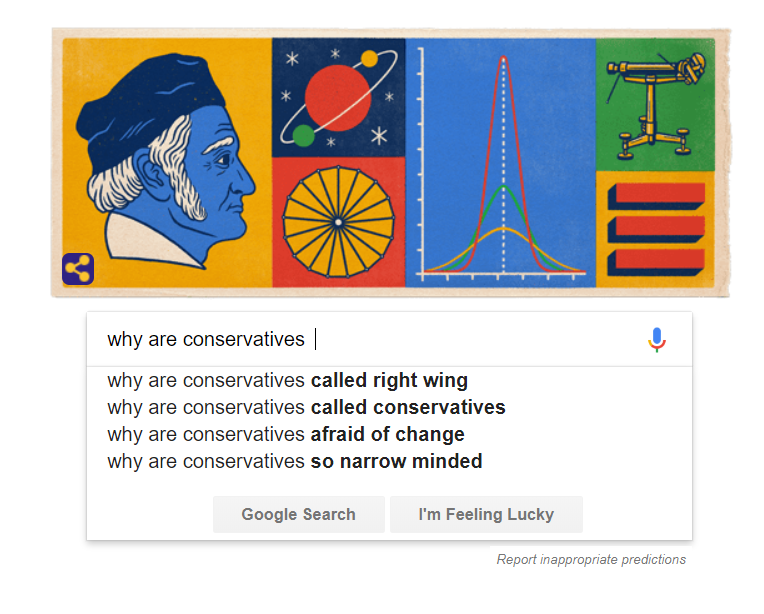 why are conservatives
why are conservatives called right wing
why are conservatives called conservatives
why are conservatives afraid of change
why are conservatives so narrow minded
Google Search I'm Feeling Lucky
Report inappropriate predictions